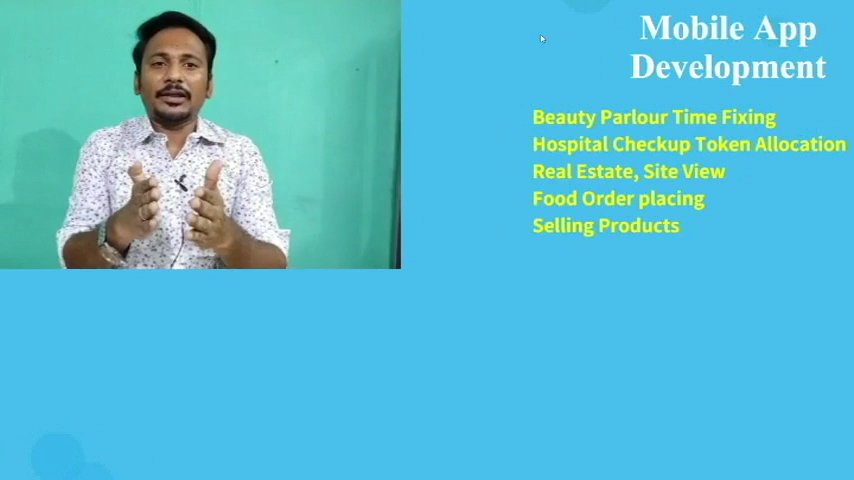 Mobile App
Development
Beauty Parlour Time Fixing
Hospital Checkup Token Allocation
Real Estate, Site View
Food Order placing
Selling Products